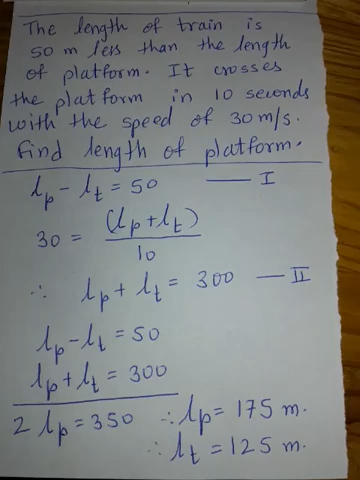 The length of train is
50 m less than the length
of platform. It crosses
the platform in 10 seconds
with the speed of 30 m/s.
Find length of platform.
lp - lt = 50 — I
30 = (lp + lt) / 10
∴ lp + lt = 300 — II
lp - lt = 50
lp + lt = 300
2 lp = 350 ∴ lp = 175 m.
∴ lt = 125 m.